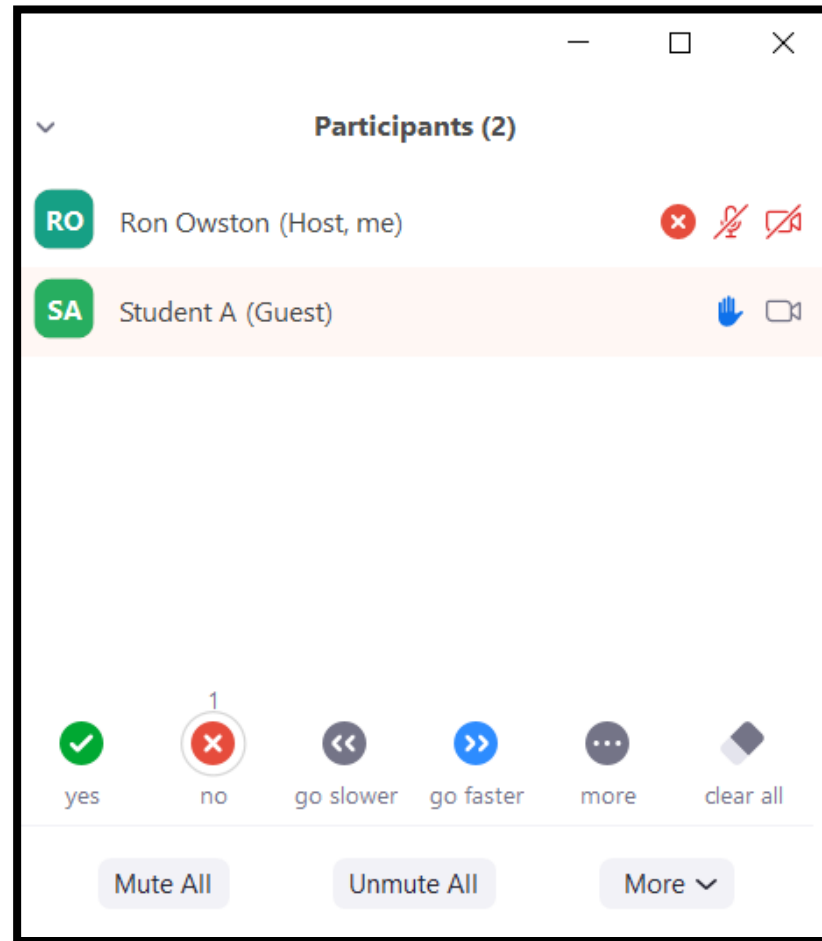 Participants (2)
RO Ron Owston (Host, me)
SA Student A (Guest)
1
yes no go slower go faster more clear all
Mute All Unmute All More